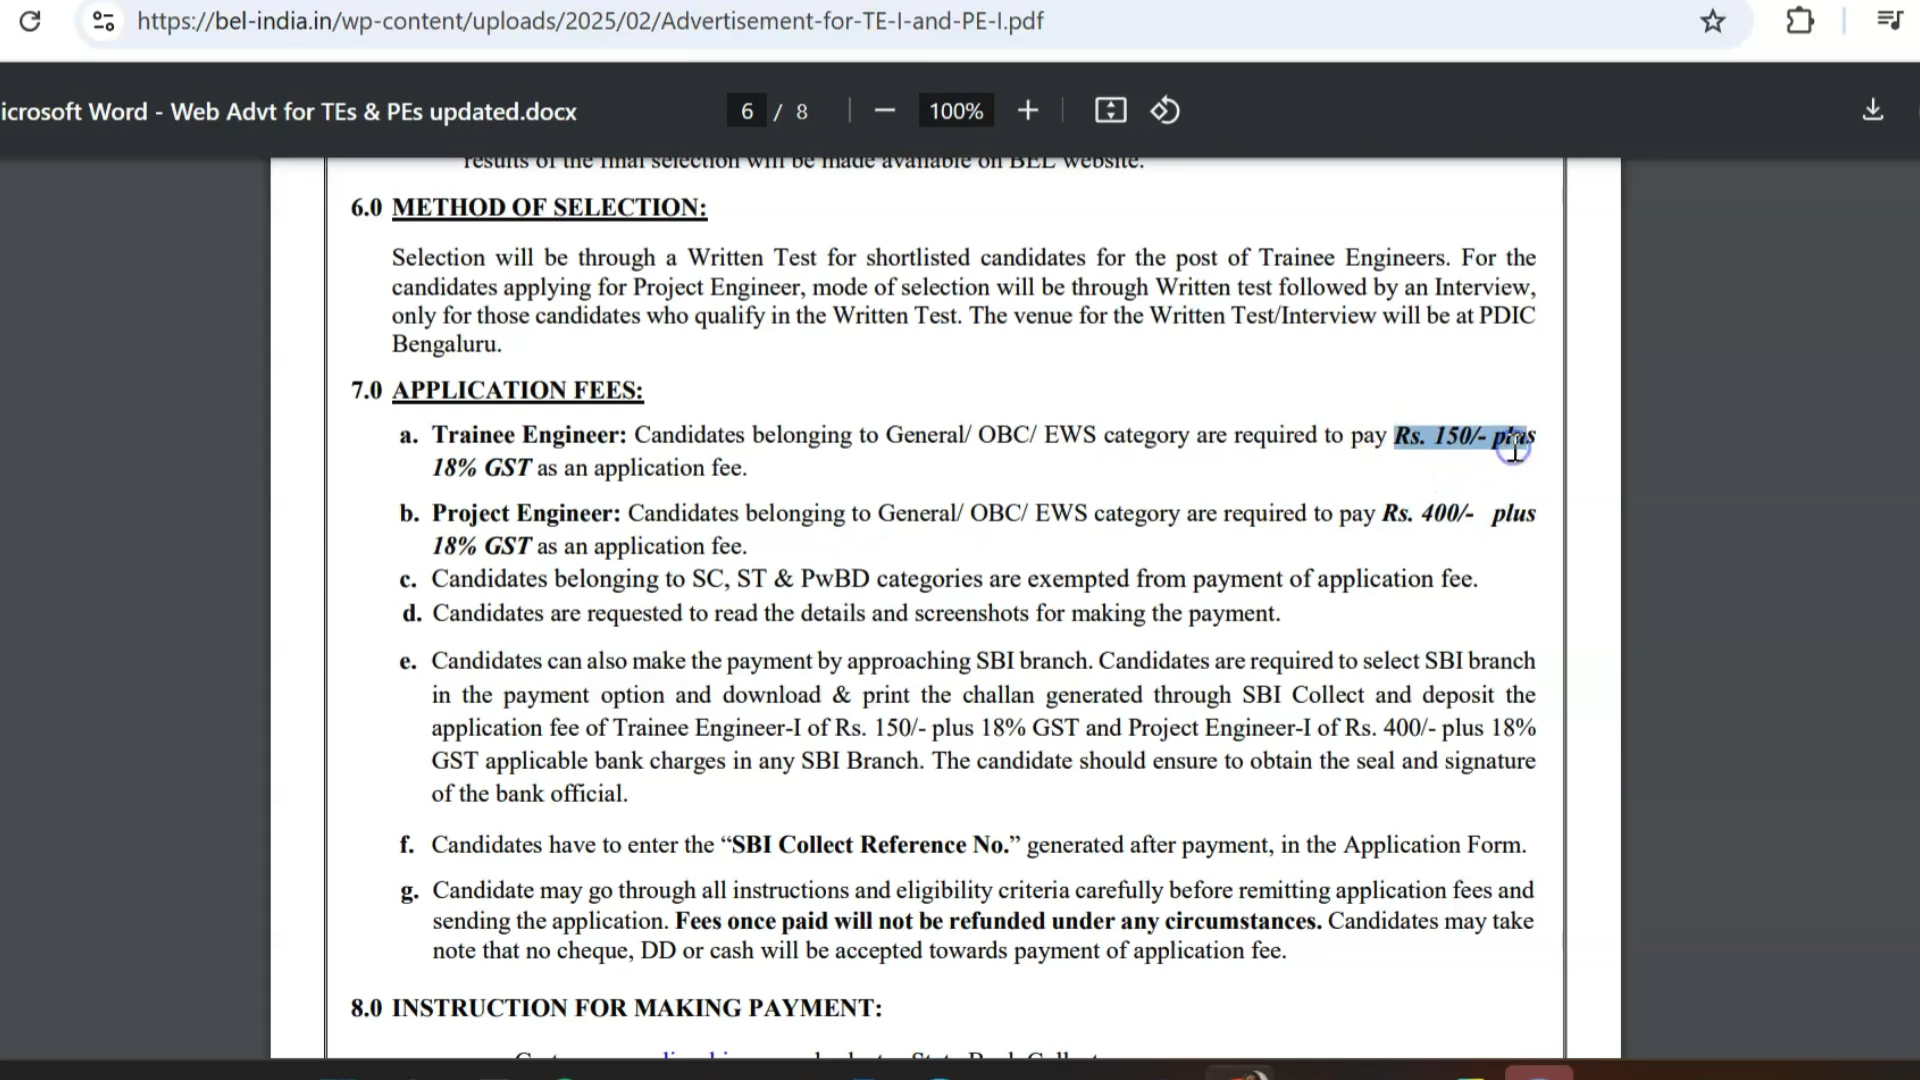 https://bel-india.in/wp-content/uploads/2025/02/Advertisement-for-TE-I-and-PE-I.pdf
icrosoft Word - Web Advt for TEs & PEs updated.docx
6 / 8
100%
results of the final selection will be made available on BEL website.
6.0 METHOD OF SELECTION:
Selection will be through a Written Test for shortlisted candidates for the post of Trainee Engineers. For the
candidates applying for Project Engineer, mode of selection will be through Written test followed by an Interview,
only for those candidates who qualify in the Written Test. The venue for the Written Test/Interview will be at PDIC
Bengaluru.
7.0 APPLICATION FEES:
a. Trainee Engineer: Candidates belonging to General/ OBC/ EWS category are required to pay Rs. 150/- plus
18% GST as an application fee.
b. Project Engineer: Candidates belonging to General/ OBC/ EWS category are required to pay Rs. 400/- plus
18% GST as an application fee.
c. Candidates belonging to SC, ST & PwBD categories are exempted from payment of application fee.
d. Candidates are requested to read the details and screenshots for making the payment.
e. Candidates can also make the payment by approaching SBI branch. Candidates are required to select SBI branch
in the payment option and download & print the challan generated through SBI Collect and deposit the
application fee of Trainee Engineer-I of Rs. 150/- plus 18% GST and Project Engineer-I of Rs. 400/- plus 18%
GST applicable bank charges in any SBI Branch. The candidate should ensure to obtain the seal and signature
of the bank official.
f. Candidates have to enter the “SBI Collect Reference No.” generated after payment, in the Application Form.
g. Candidate may go through all instructions and eligibility criteria carefully before remitting application fees and
sending the application. Fees once paid will not be refunded under any circumstances. Candidates may take
note that no cheque, DD or cash will be accepted towards payment of application fee.
8.0 INSTRUCTION FOR MAKING PAYMENT: